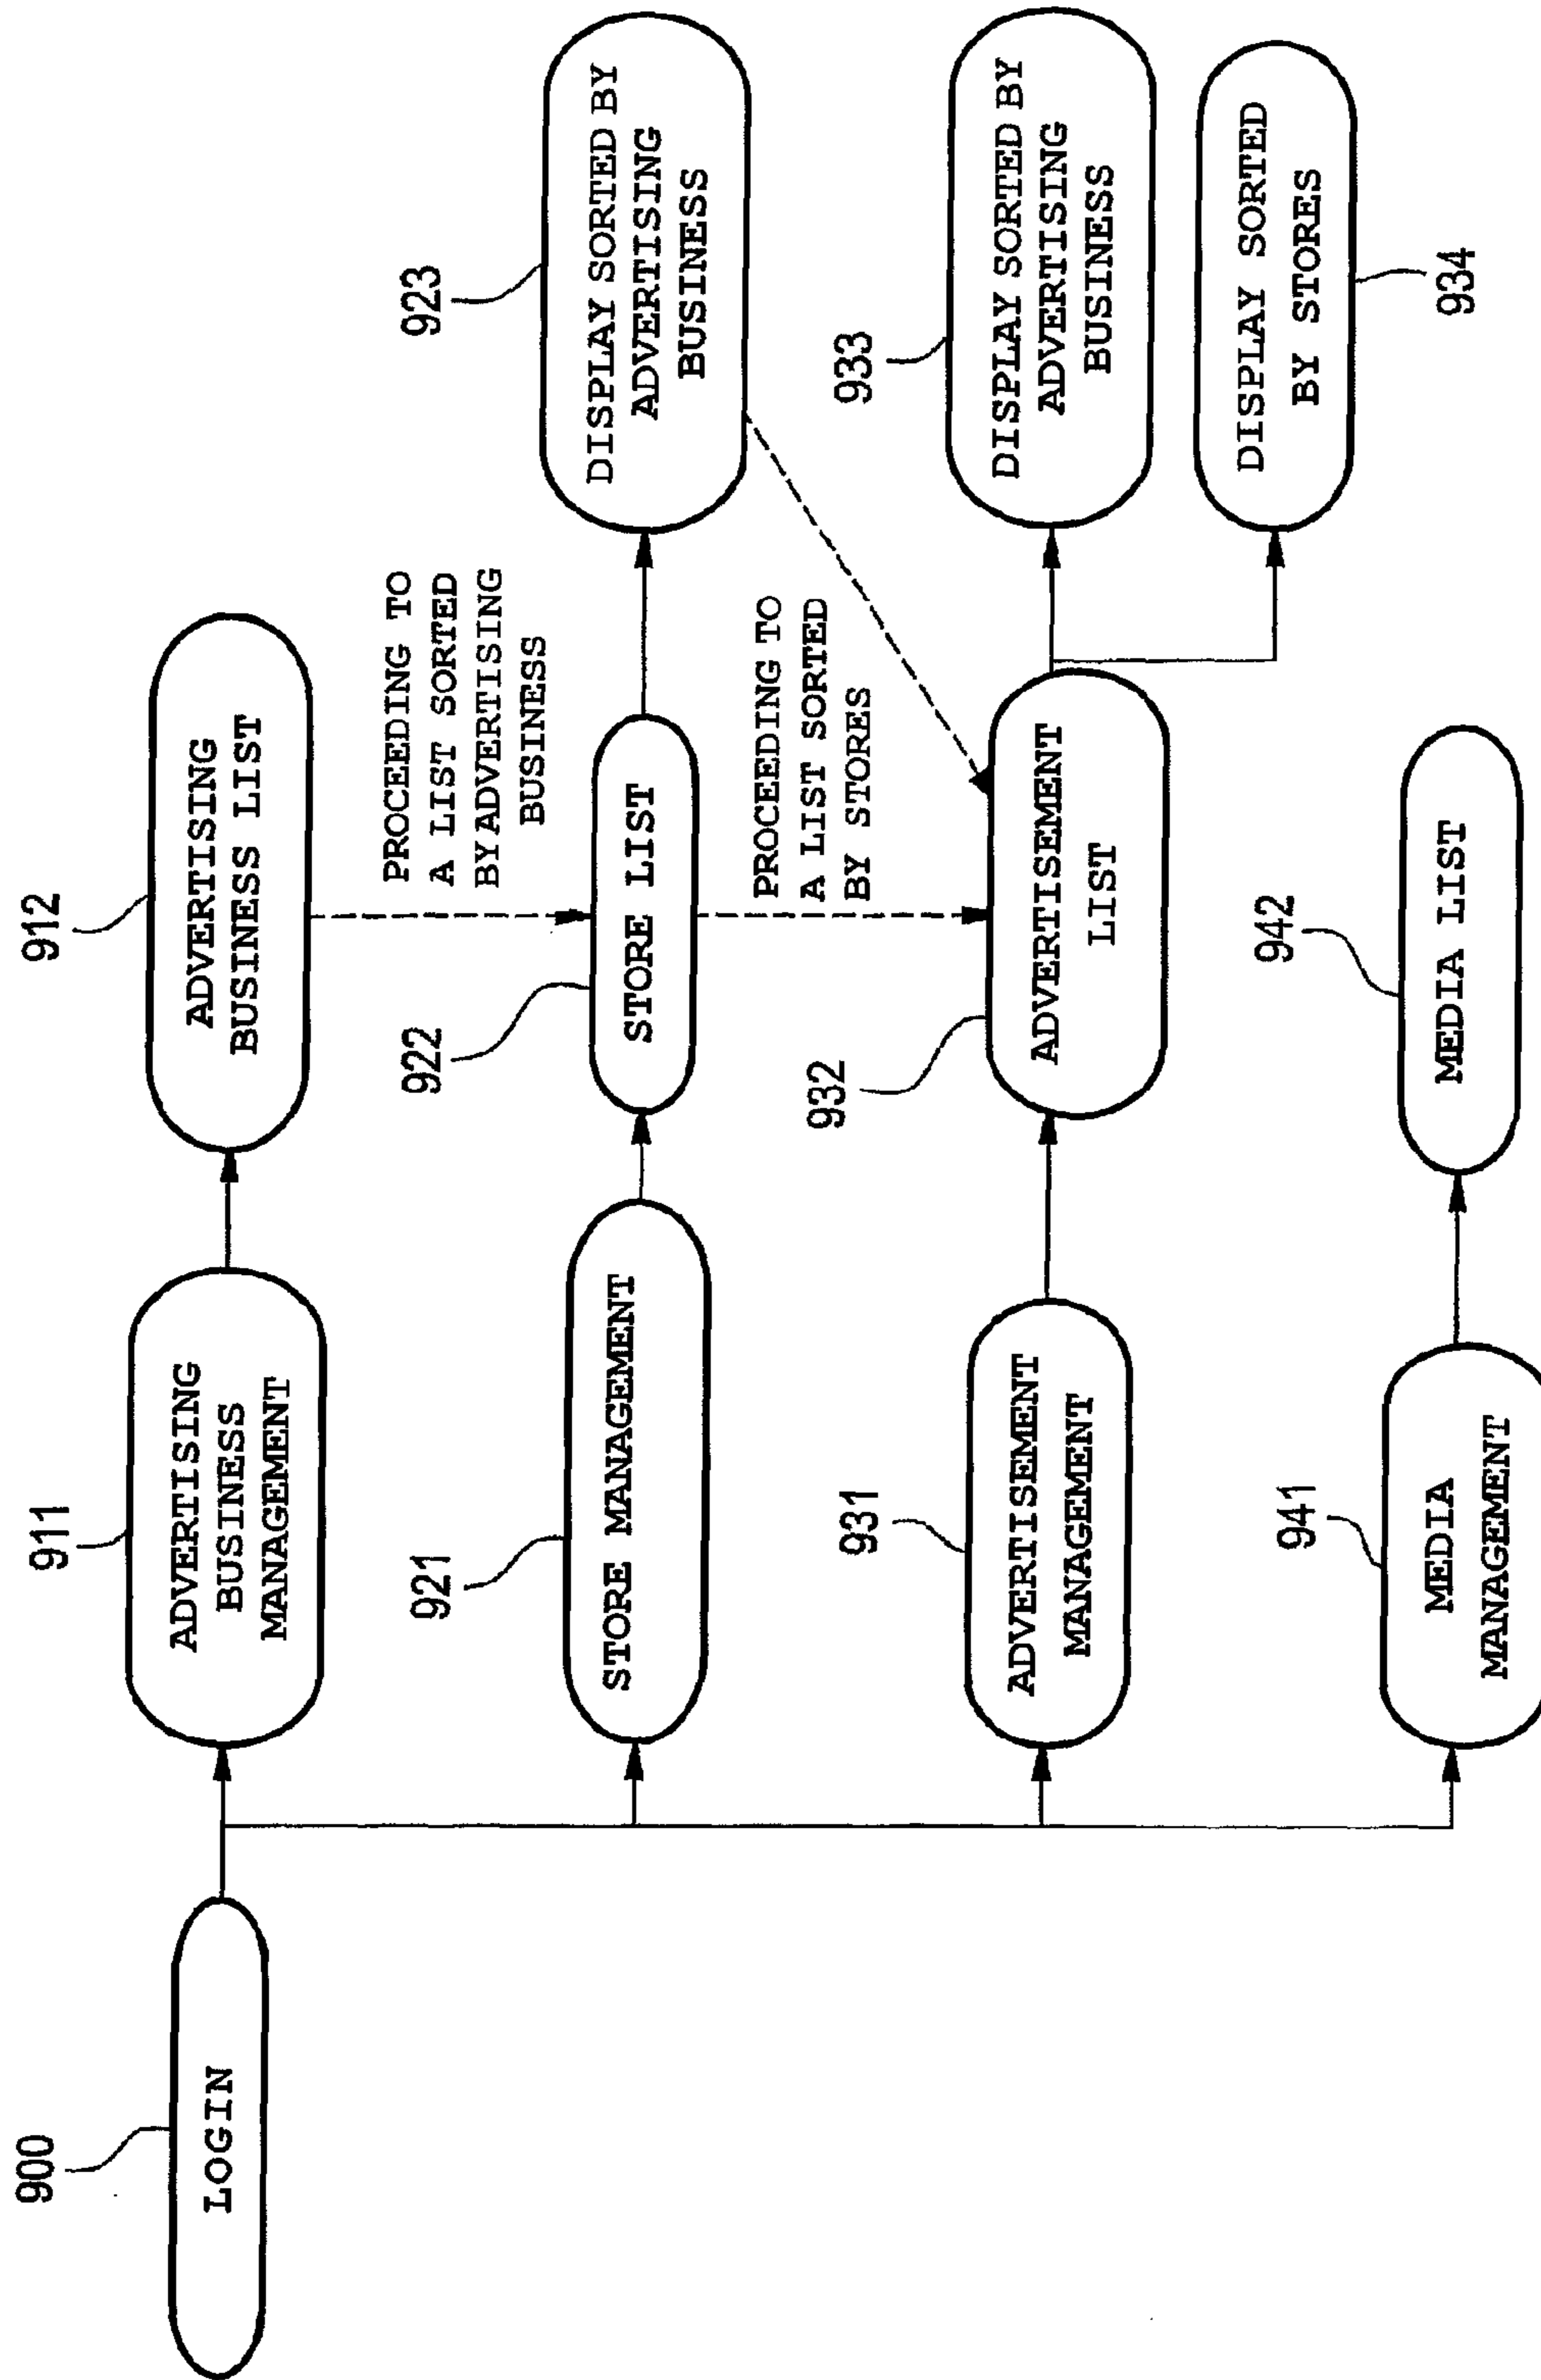 900
LOGIN
911
ADVERTISING
BUSINESS
MANAGEMENT
912
ADVERTISING
BUSINESS LIST
PROCEEDING TO
A LIST SORTED
BY ADVERTISING
BUSINESS
921
STORE MANAGEMENT
922
STORE LIST
923
DISPLAY SORTED BY
ADVERTISING
BUSINESS
PROCEEDING TO
A LIST SORTED
BY STORES
931
ADVERTISEMENT
MANAGEMENT
932
ADVERTISEMENT
LIST
933
DISPLAY SORTED BY
ADVERTISING
BUSINESS
DISPLAY SORTED
BY STORES
934
941
MEDIA
MANAGEMENT
942
MEDIA LIST